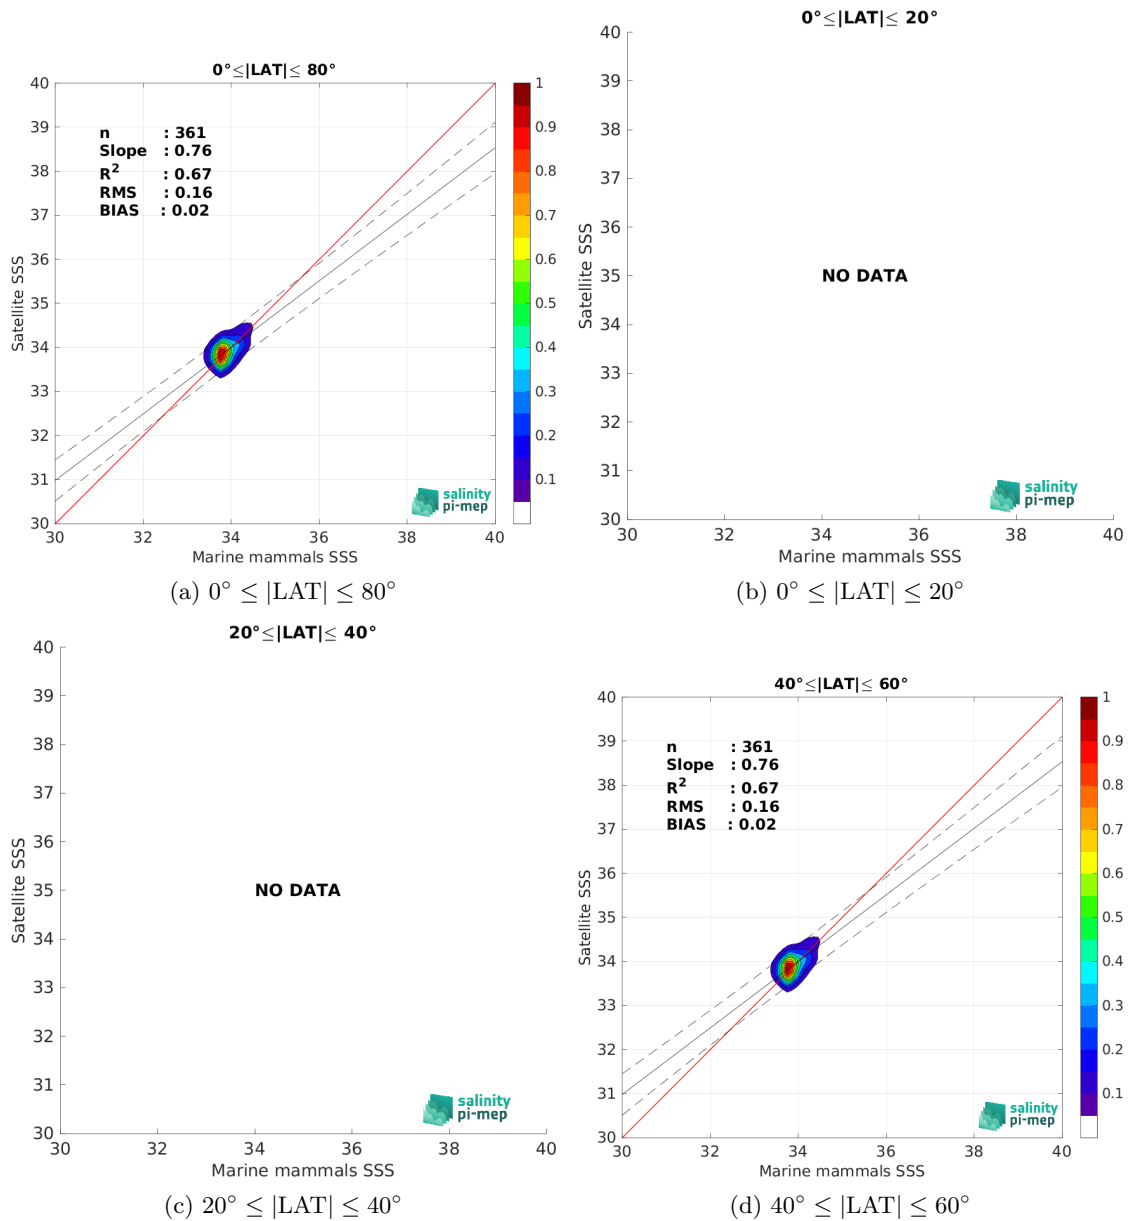 0°≤|LAT|≤ 80°
40
39
38
37
36
35
34
33
32
31
30
Satellite SSS
n : 361
Slope : 0.76
R² : 0.67
RMS : 0.16
BIAS : 0.02
salinity
pi-mep
30 32 34 36 38 40
Marine mammals SSS
1
0.9
0.8
0.7
0.6
0.5
0.4
0.3
0.2
0.1
(a) 0° ≤ |LAT| ≤ 80°
0°≤|LAT|≤ 20°
40
39
38
37
36
35
34
33
32
31
30
Satellite SSS
NO DATA
salinity
pi-mep
30 32 34 36 38 40
Marine mammals SSS
(b) 0° ≤ |LAT| ≤ 20°
20°≤|LAT|≤ 40°
40
39
38
37
36
35
34
33
32
31
30
Satellite SSS
NO DATA
salinity
pi-mep
30 32 34 36 38 40
Marine mammals SSS
(c) 20° ≤ |LAT| ≤ 40°
40°≤|LAT|≤ 60°
40
39
38
37
36
35
34
33
32
31
30
Satellite SSS
n : 361
Slope : 0.76
R² : 0.67
RMS : 0.16
BIAS : 0.02
salinity
pi-mep
30 32 34 36 38 40
Marine mammals SSS
1
0.9
0.8
0.7
0.6
0.5
0.4
0.3
0.2
0.1
(d) 40° ≤ |LAT| ≤ 60°